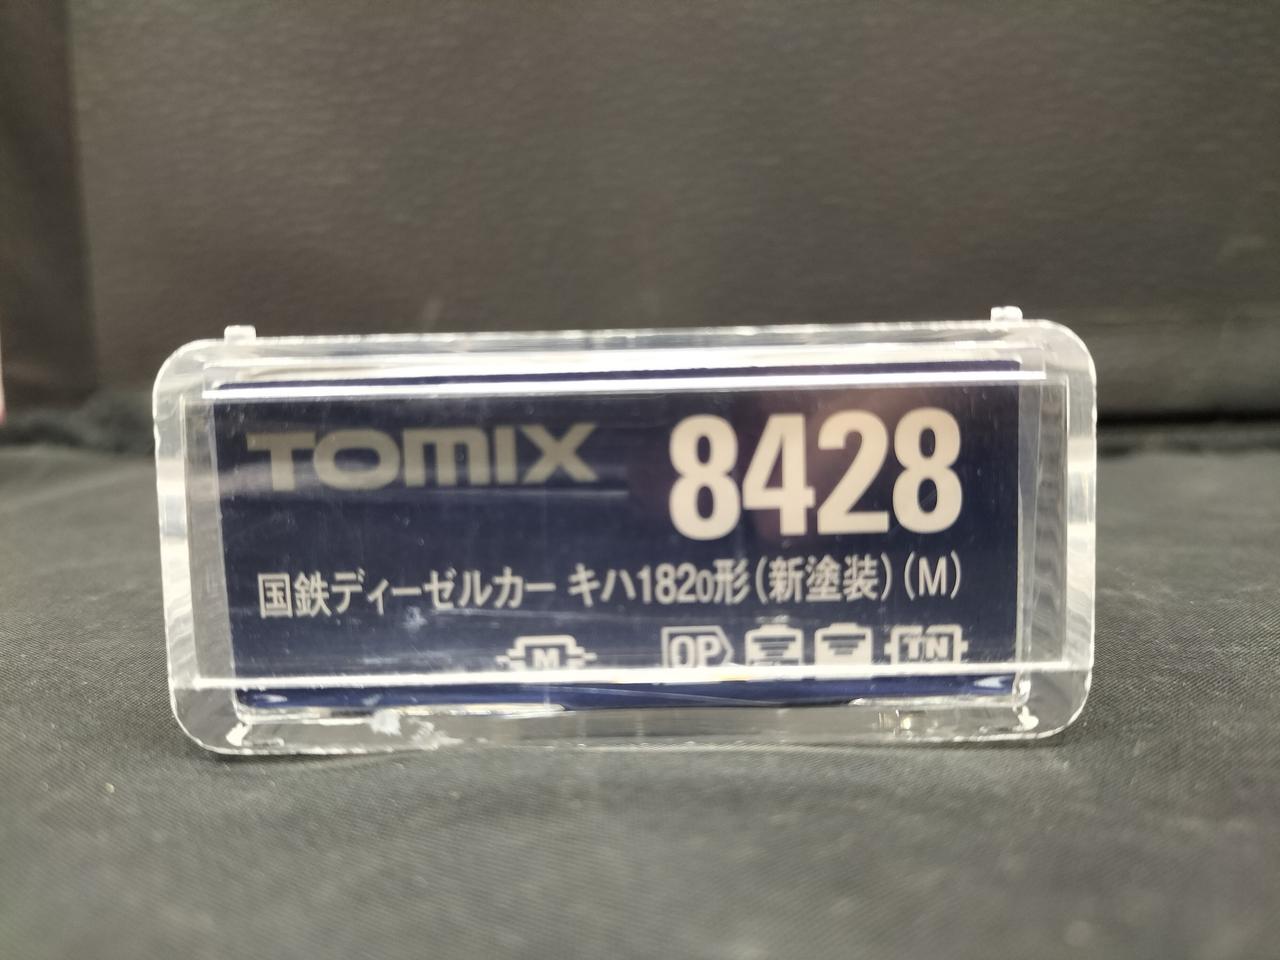 TOMIX 8428
国鉄ディーゼルカー キハ1820形(新塗装)(M)
M OP TN